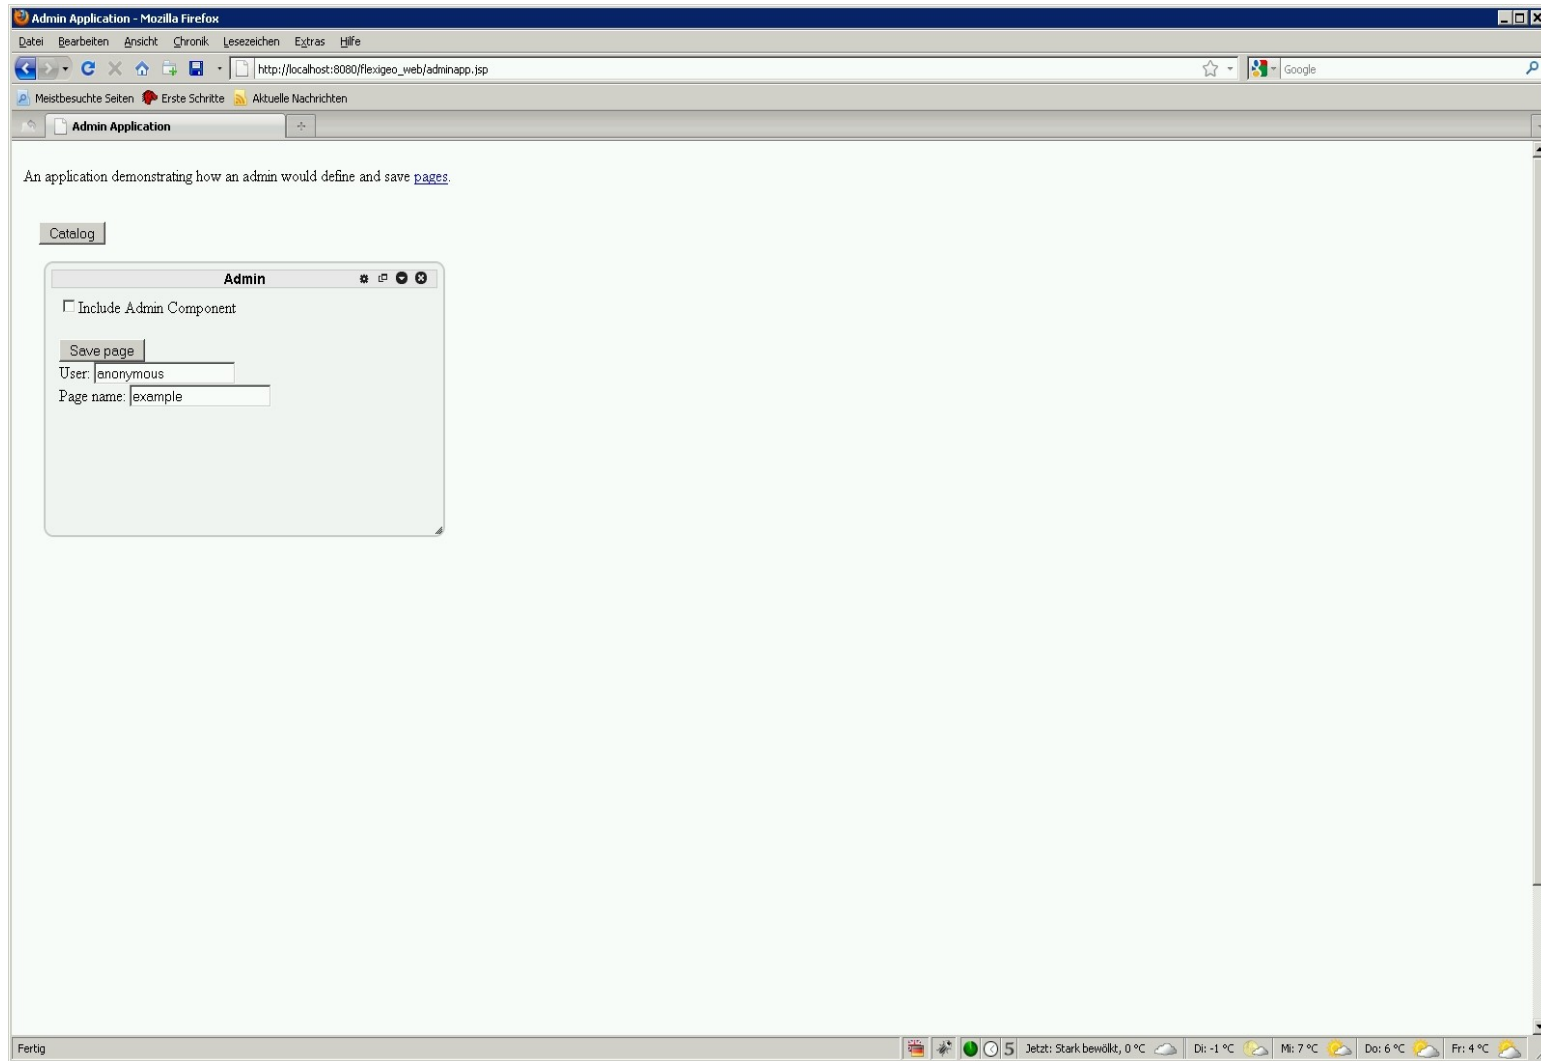 Admin Application - Mozilla Firefox
Datei Bearbeiten Ansicht Chronik Lesezeichen Extras Hilfe
http://localhost:8080/flexigeo_web/adminapp.jsp Google
Meistbesuchte Seiten Erste Schritte Aktuelle Nachrichten
Admin Application
An application demonstrating how an admin would define and save pages.
Catalog
Admin
Include Admin Component
Save page
User: anonymous
Page name: example
Fertig 5 Jetzt: Stark bewölkt, 0 °C Di: -1 °C Mi: 7 °C Do: 6 °C Fr: 4 °C